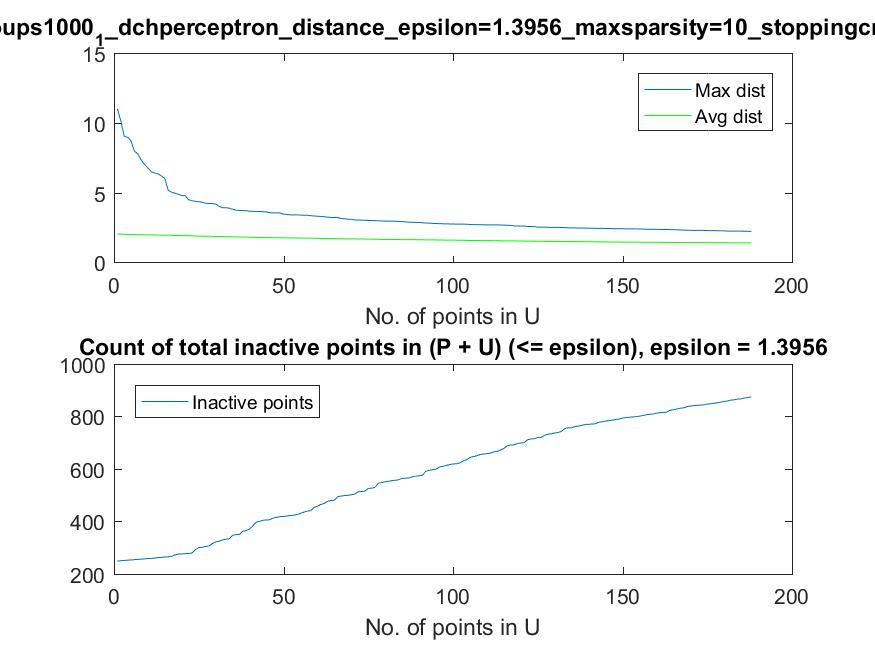 oups1000₁_dchperceptron_distance_epsilon=1.3956_maxsparsity=10_stoppingcr
15
Max dist
Avg dist
10
5
0
0 50 100 150 200
No. of points in U
Count of total inactive points in (P + U) (<= epsilon), epsilon = 1.3956
1000
Inactive points
800
600
400
200
0 50 100 150 200
No. of points in U